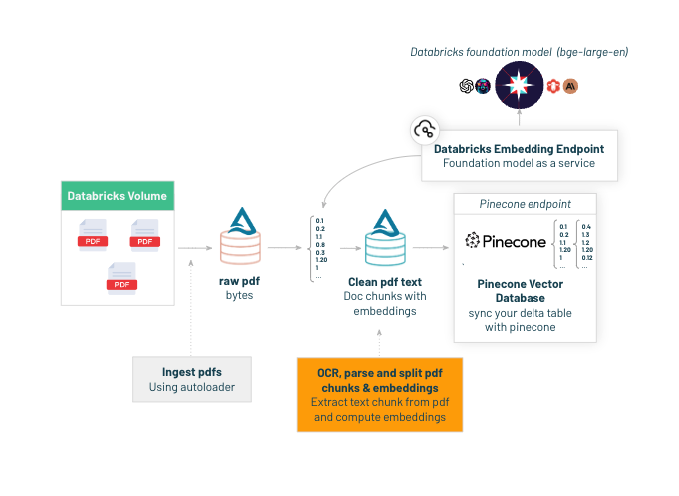 Databricks foundation model (bge-large-en)
Databricks Embedding Endpoint
Foundation model as a service
Databricks Volume
PDF
PDF
PDF
raw pdf
bytes
0.1
0.2
1.1
0.8
0.3
1.20
1
...
Clean pdf text
Doc chunks with
embeddings
Pinecone endpoint
Pinecone
0.1
0.2
1.1
1.20
1
...
0.4
1.3
1.2
1.20
0.12
...
Pinecone Vector
Database
sync your delta table
with pinecone
Ingest pdfs
Using autoloader
OCR, parse and split pdf
chunks & embeddings
Extract text chunk from pdf
and compute embeddings